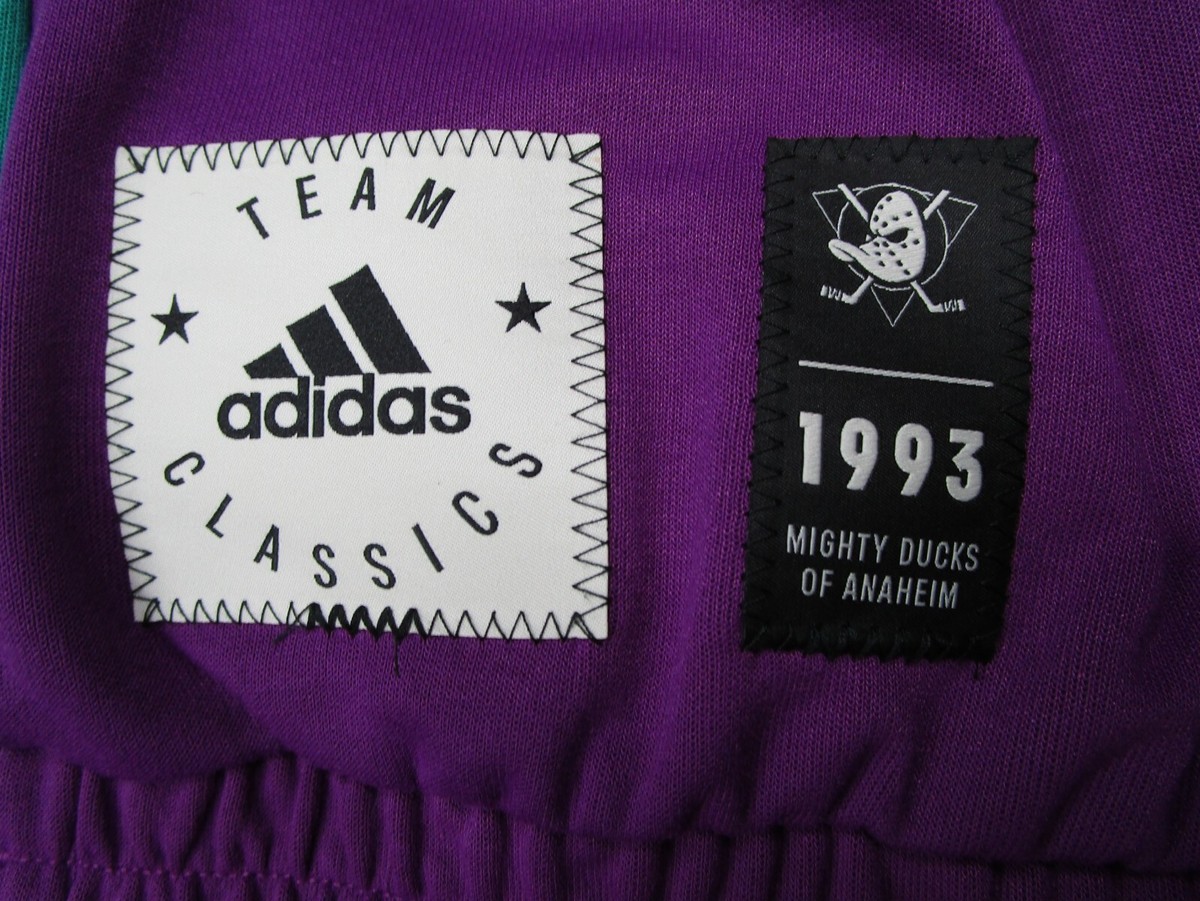 TEAM
adidas
CLASSICS
1993
MIGHTY DUCKS
OF ANAHEIM